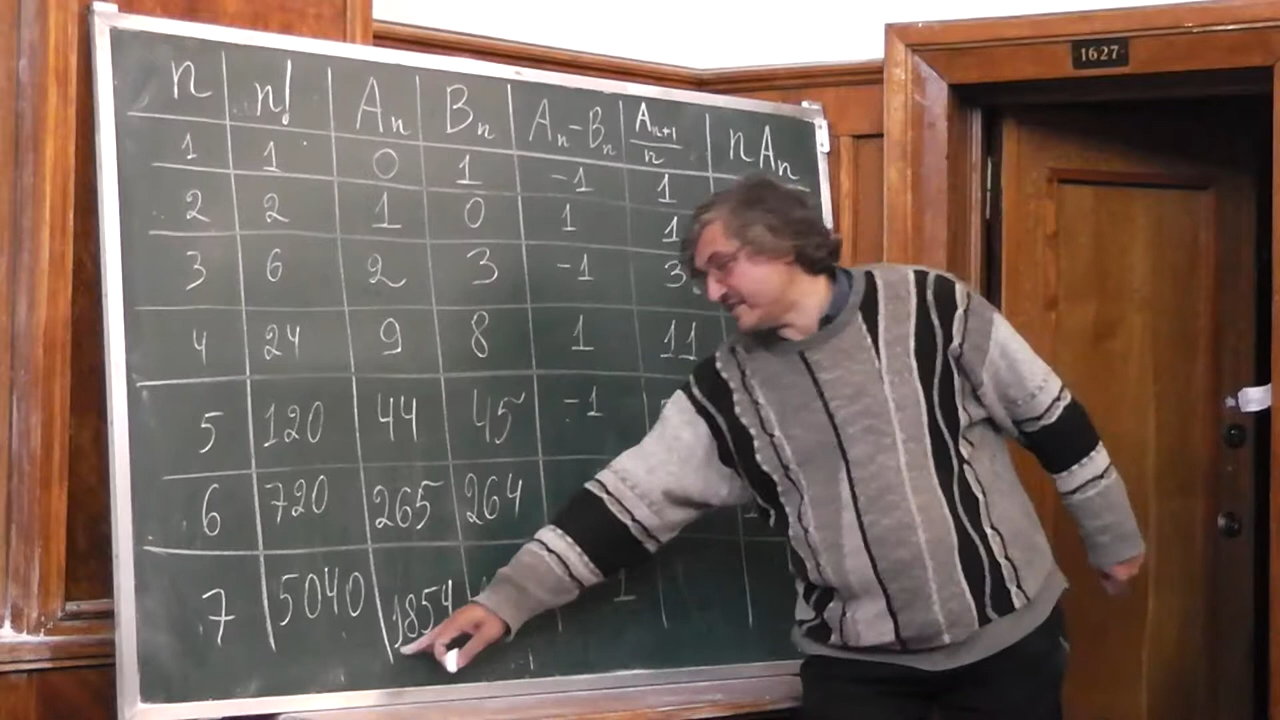 1627
n n! Aₙ Bₙ Aₙ-Bₙ Aₙ₊₁/n nAₙ
1 1 0 1 -1 1
2 2 1 0 1 1
3 6 2 3 -1 3
4 24 9 8 1 11
5 120 44 45 -1
6 720 265 264
7 5040 1854 1